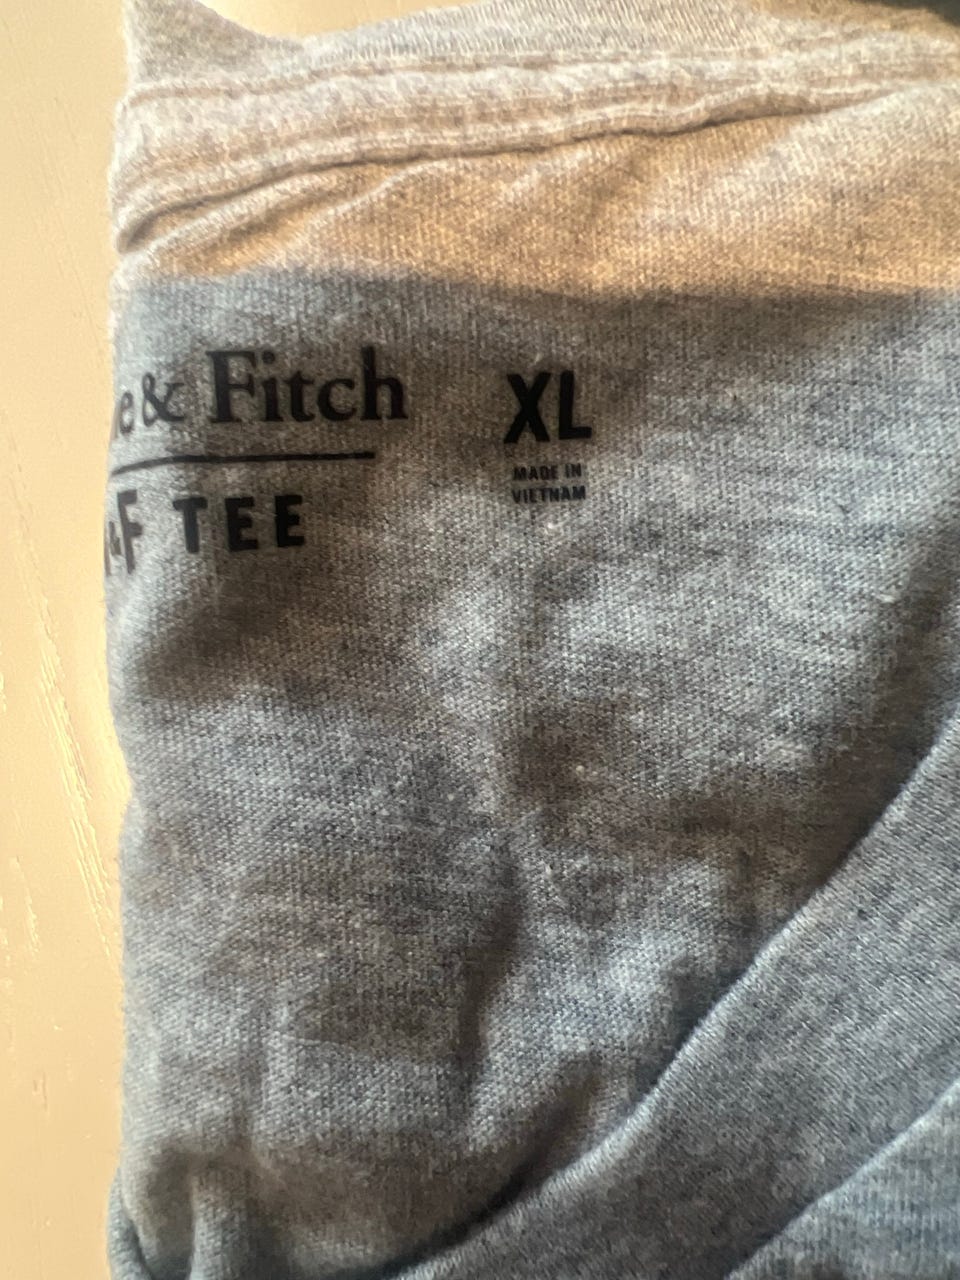 e & Fitch
&F TEE
XL
MADE IN
VIETNAM